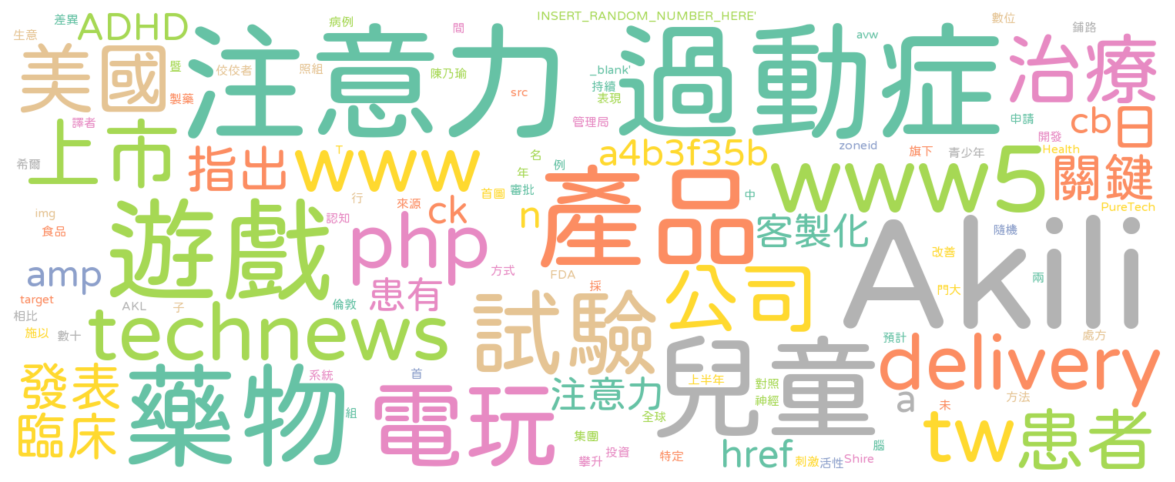 INSERT_RANDOM_NUMBER_HERE'
差異
ADHD
病例
間
數位
生意
美國
注意力
過動症
治療
avw
鋪路
佼佼者
照組
陳乃瑜
_blank'
暨
持續
src
表現
製藥
譯者
管理局
申請
cb
日
開發
上市
指出
www
T
名
a4b3f35b
zoneid
旗下
青少年
Health
希爾
年
例
www5
關鍵
審批
產品
行
首圖
中
PureTech
img
遊戲
認知
來源
ck
n
客製化
Akili
食品
php
隨機
改善
amp
患有
方式
FDA
採
公司
兩
門大
target
AKL
子
倫敦
試驗
相比
technews
施以
數十
預計
處方
兒童
delivery
發表
藥物
系統
首
電玩
注意力
上半年
對照
神經
a
未
方法
臨床
組
全球
tw
患者
集團
攀升
投資
特定
href
刺激
活性
Shire
腦